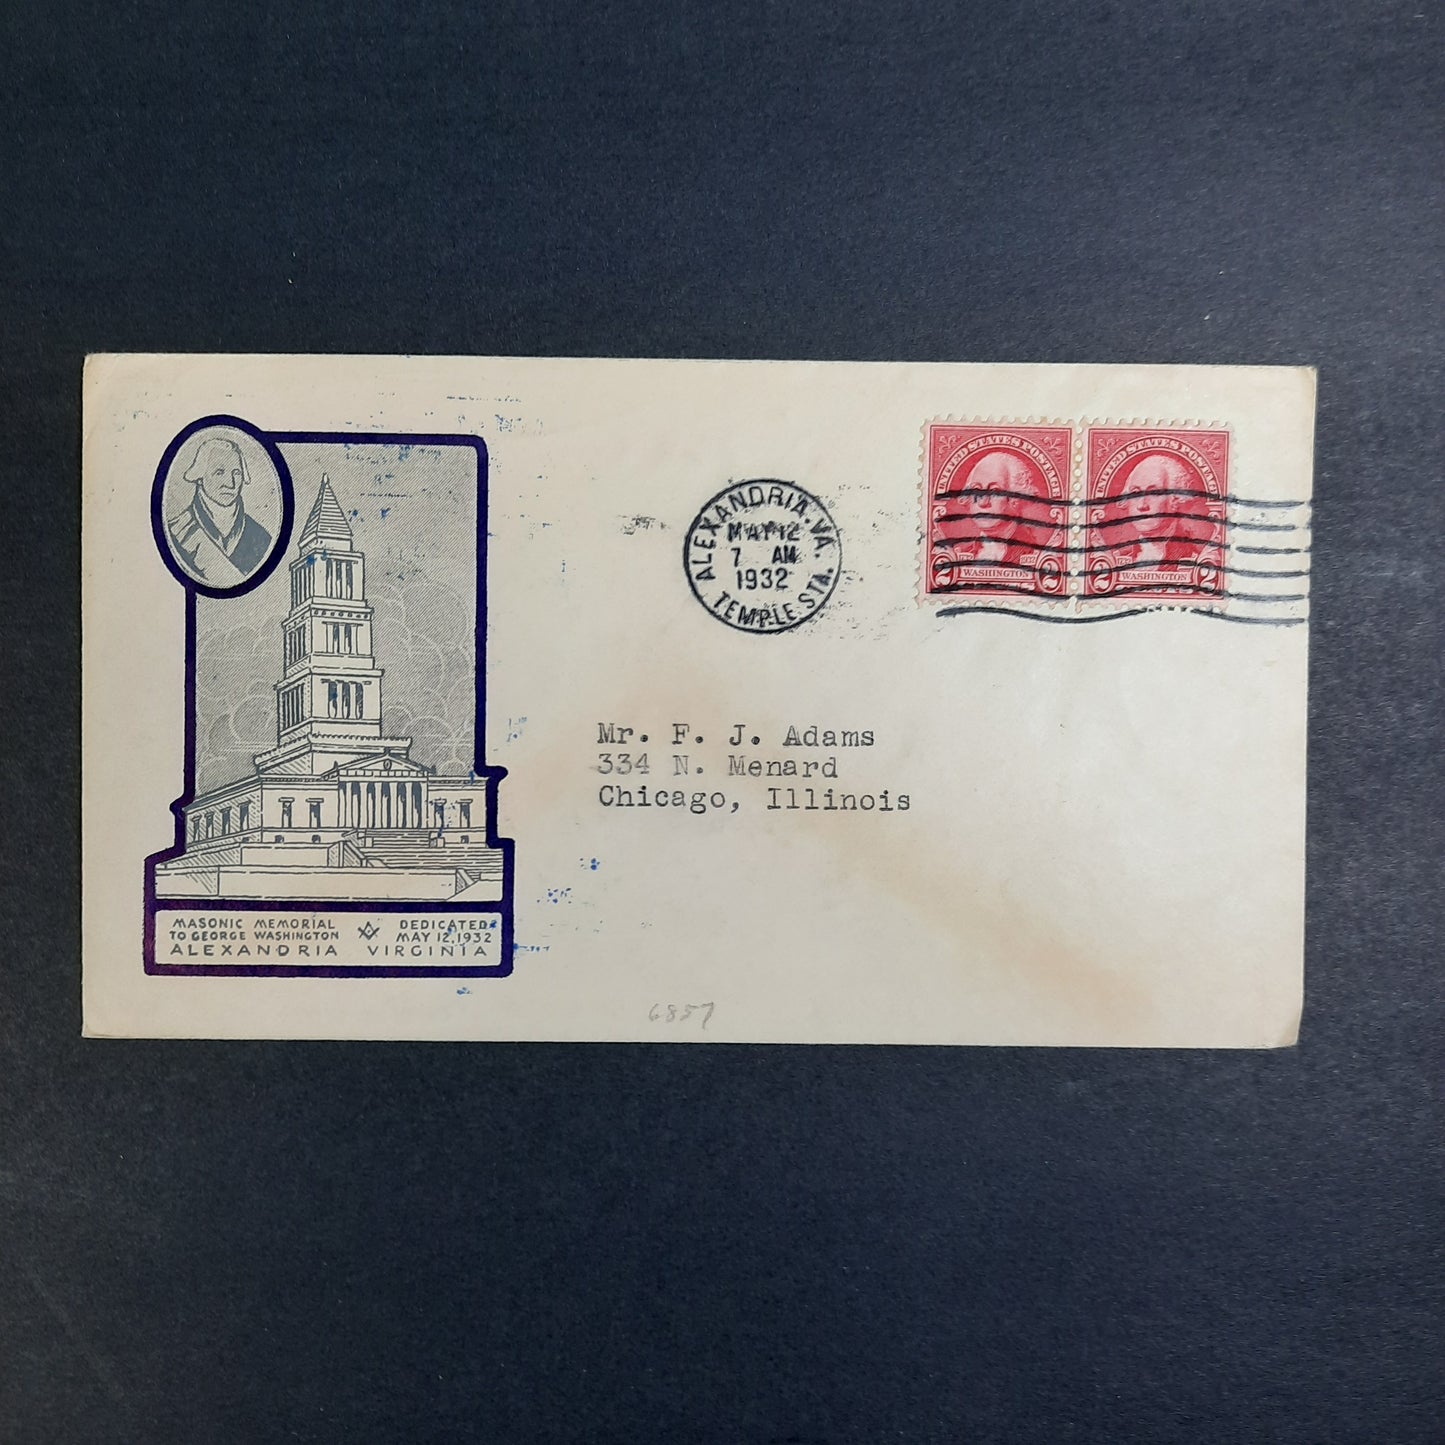 ALEXANDRIA. VA.
MAY 12
7 AM
1932
TEMPLE STA.
UNITED STATES POSTAGE
2 WASHINGTON 2
UNITED STATES POSTAGE
2 WASHINGTON 2
Mr. F. J. Adams
334 N. Menard
Chicago, Illinois
MASONIC MEMORIAL DEDICATED
TO GEORGE WASHINGTON MAY 12, 1932
ALEXANDRIA VIRGINIA
6857